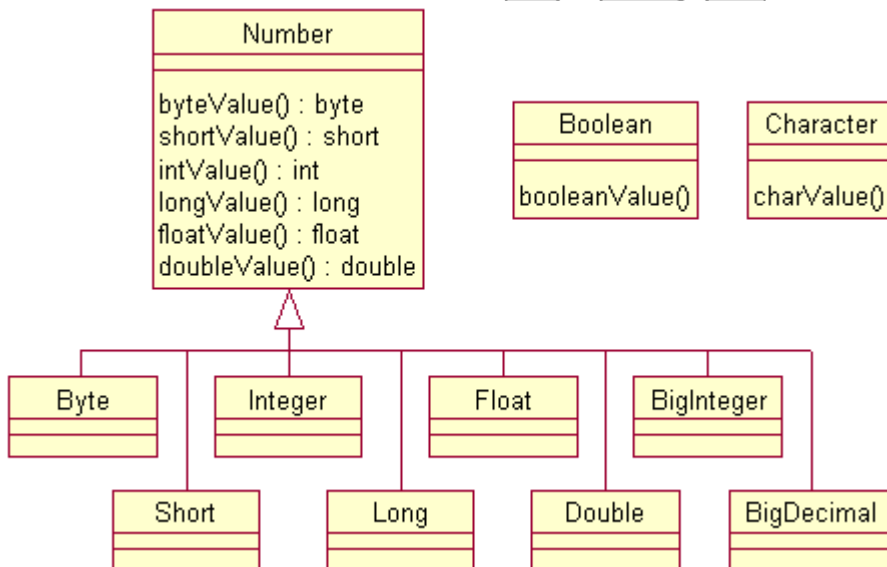 Number
byteValue() : byte
shortValue() : short
intValue() : int
longValue() : long
floatValue() : float
doubleValue() : double
Boolean
booleanValue()
Character
charValue()
Byte
Integer
Float
BigInteger
Short
Long
Double
BigDecimal